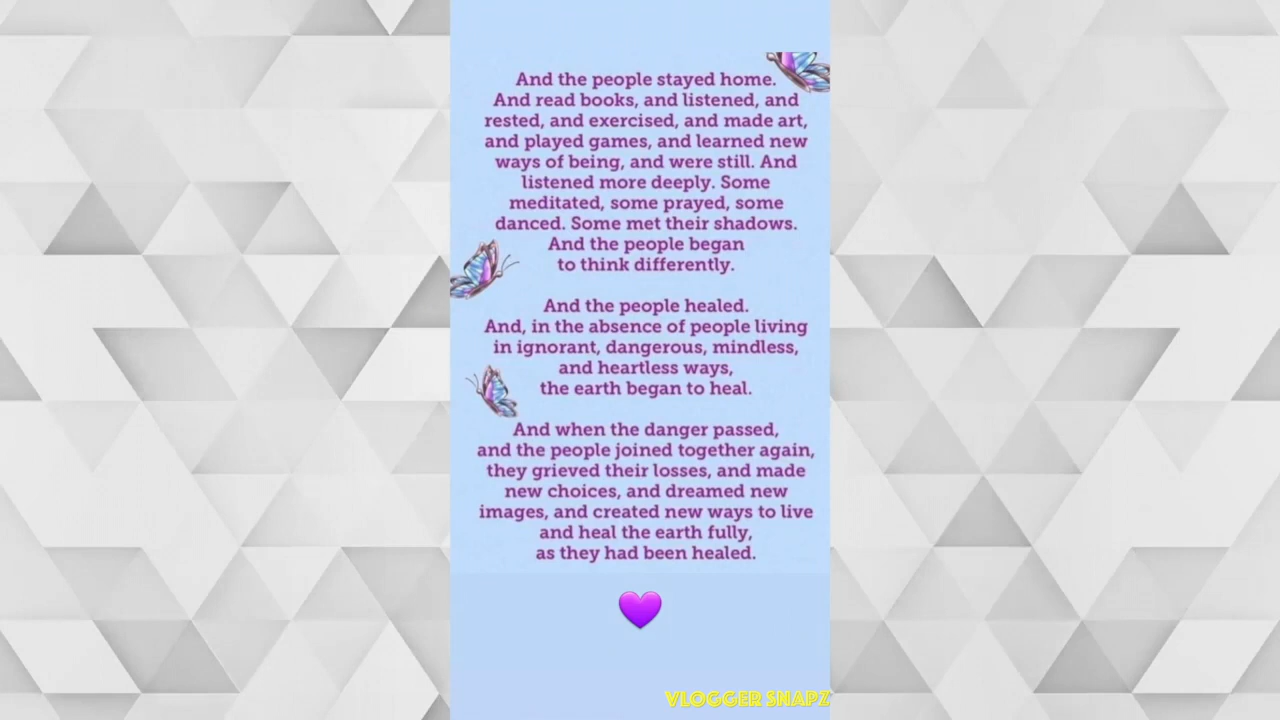 And the people stayed home.
And read books, and listened, and
rested, and exercised, and made art,
and played games, and learned new
ways of being, and were still. And
listened more deeply. Some
meditated, some prayed, some
danced. Some met their shadows.
And the people began
to think differently.
And the people healed.
And, in the absence of people living
in ignorant, dangerous, mindless,
and heartless ways,
the earth began to heal.
And when the danger passed,
and the people joined together again,
they grieved their losses, and made
new choices, and dreamed new
images, and created new ways to live
and heal the earth fully,
as they had been healed.
VLOGGER SNAPZ